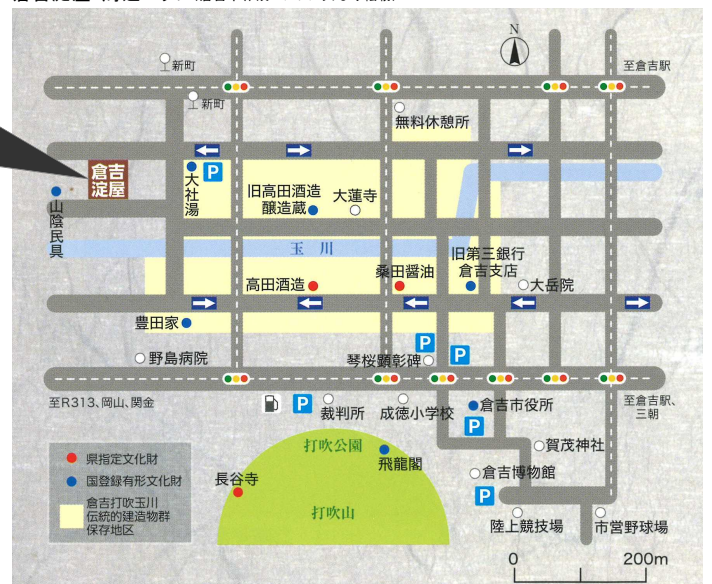 N
新町
至倉吉駅
新町
無料休憩所
倉吉
淀屋
大社湯
P
旧高田酒造
醸造蔵
大蓮寺
山陰民具
玉川
旧第三銀行
倉吉支店
高田酒造
桑田醤油
大岳院
豊田家
P
P
野島病院
琴桜顕彰碑
至R313、岡山、関金
P
裁判所
成徳小学校
倉吉市役所
至倉吉駅、
三朝
P
打吹公園
飛龍閣
賀茂神社
倉吉博物館
長谷寺
打吹山
P
陸上競技場
市営野球場
県指定文化財
国登録有形文化財
倉吉打吹玉川
伝統的建造物群
保存地区
0
200m